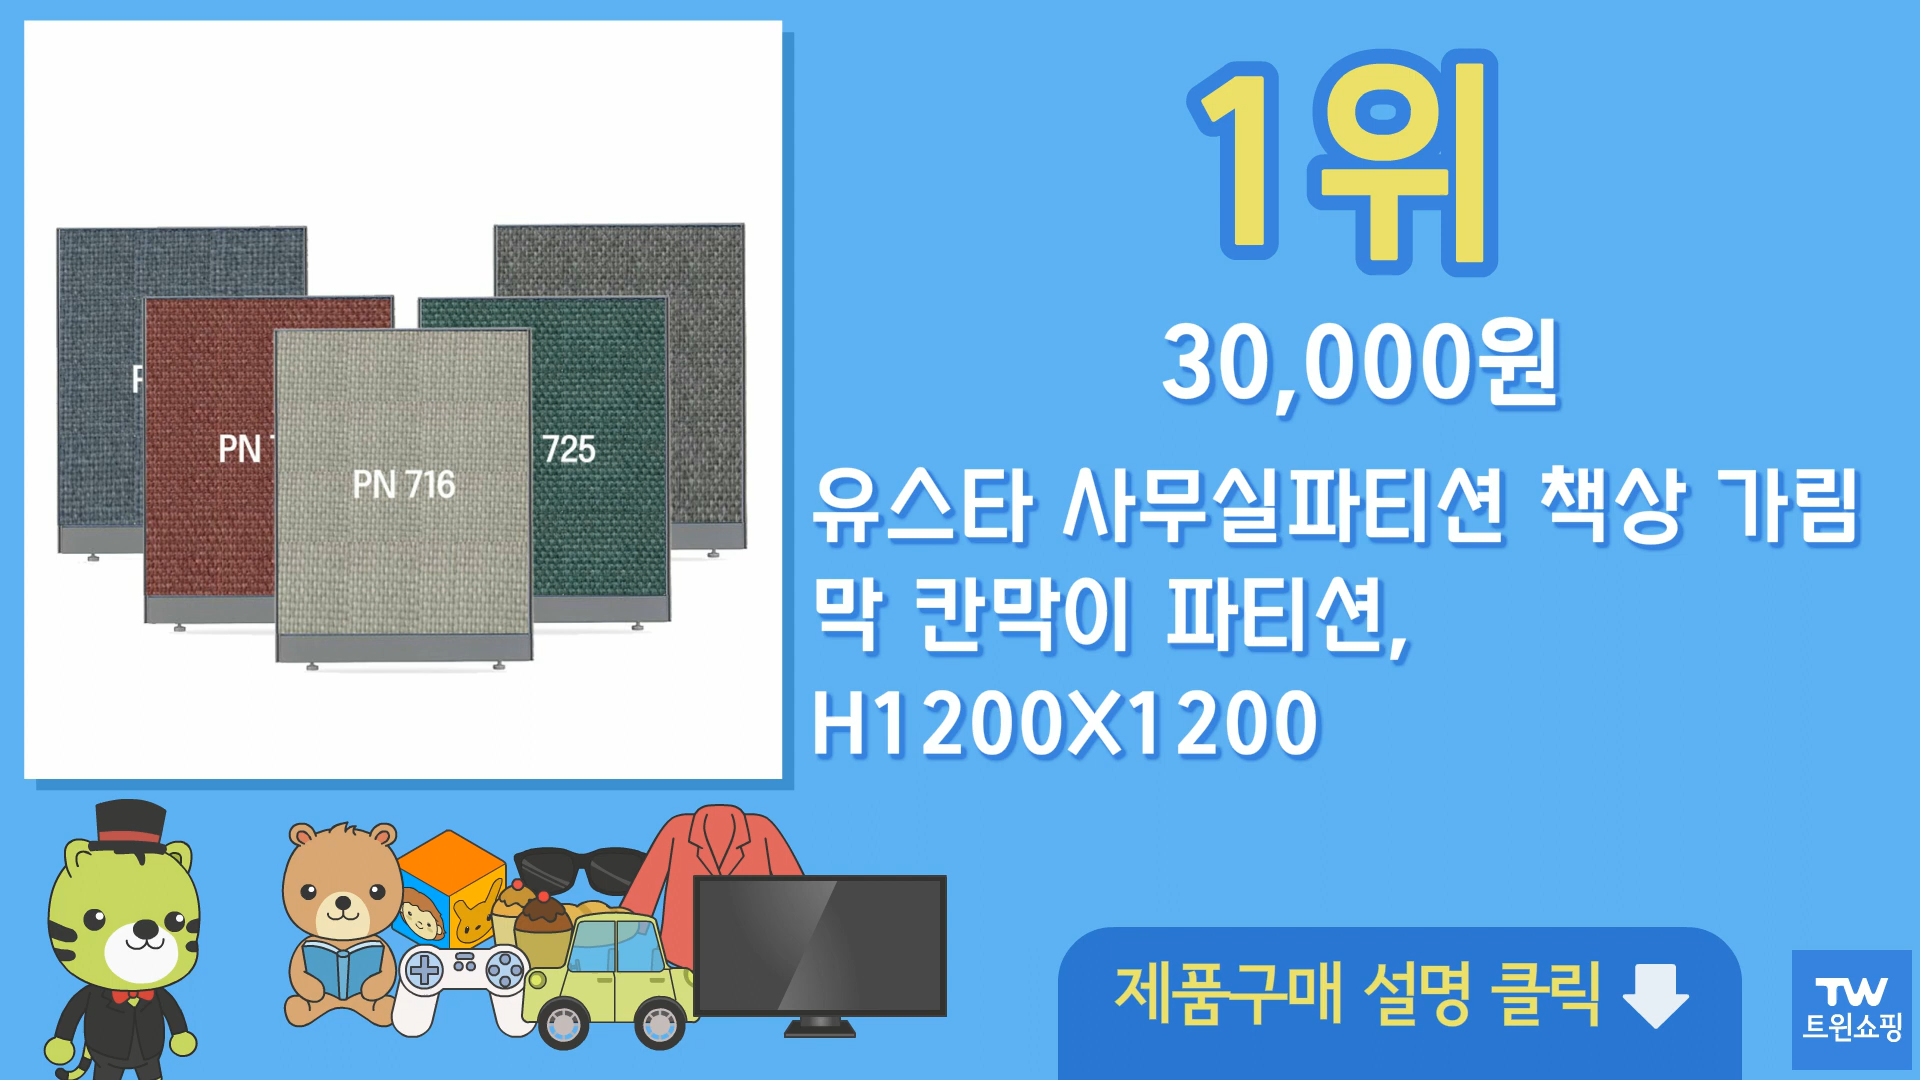 1위
30,000원
유스타 사무실파티션 책상 가림
막 칸막이 파티션,
H1200X1200
PN
725
PN 716
제품구매 설명 클릭
TW
트윈쇼핑